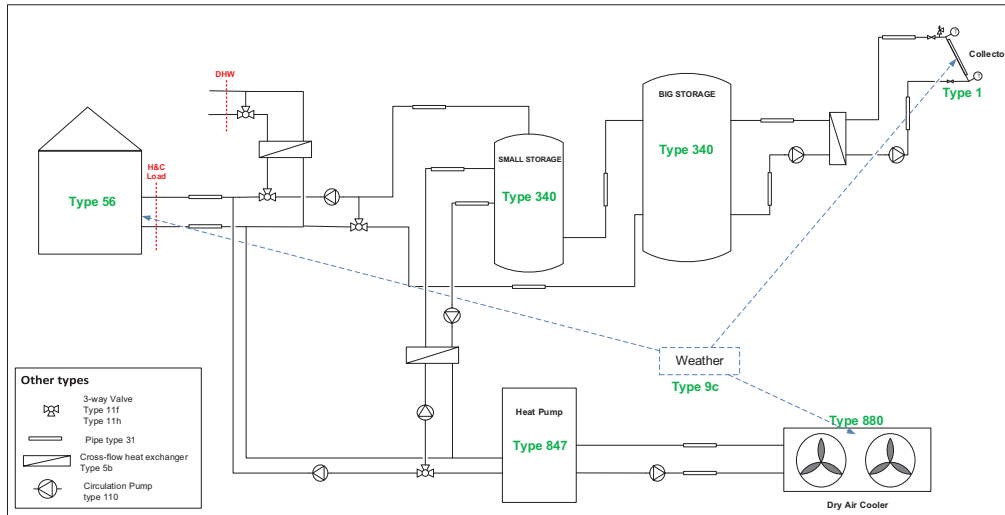 DHW
Collecto
Type 1
BIG STORAGE
Type 340
SMALL STORAGE
Type 340
H&C
Load
Type 56
Weather
Type 9c
Other types
3-way Valve
Type 11f
Type 11h
Pipe type 31
Cross-flow heat exchanger
Type 5b
Circulation Pump
type 110
Heat Pump
Type 847
Type 880
Dry Air Cooler